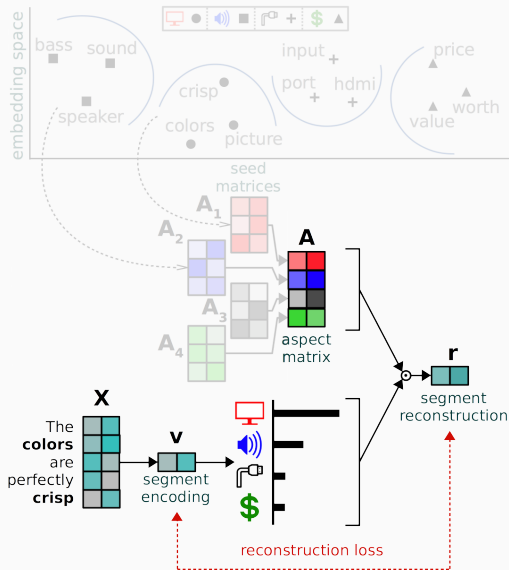 embedding space
bass
sound
speaker
crisp
colors
picture
input
port
hdmi
price
worth
value
$
seed
matrices
A1
A2
A3
A4
A
aspect
matrix
r
segment
reconstruction
X
The
colors
are
perfectly
crisp
v
segment
encoding
$
reconstruction loss